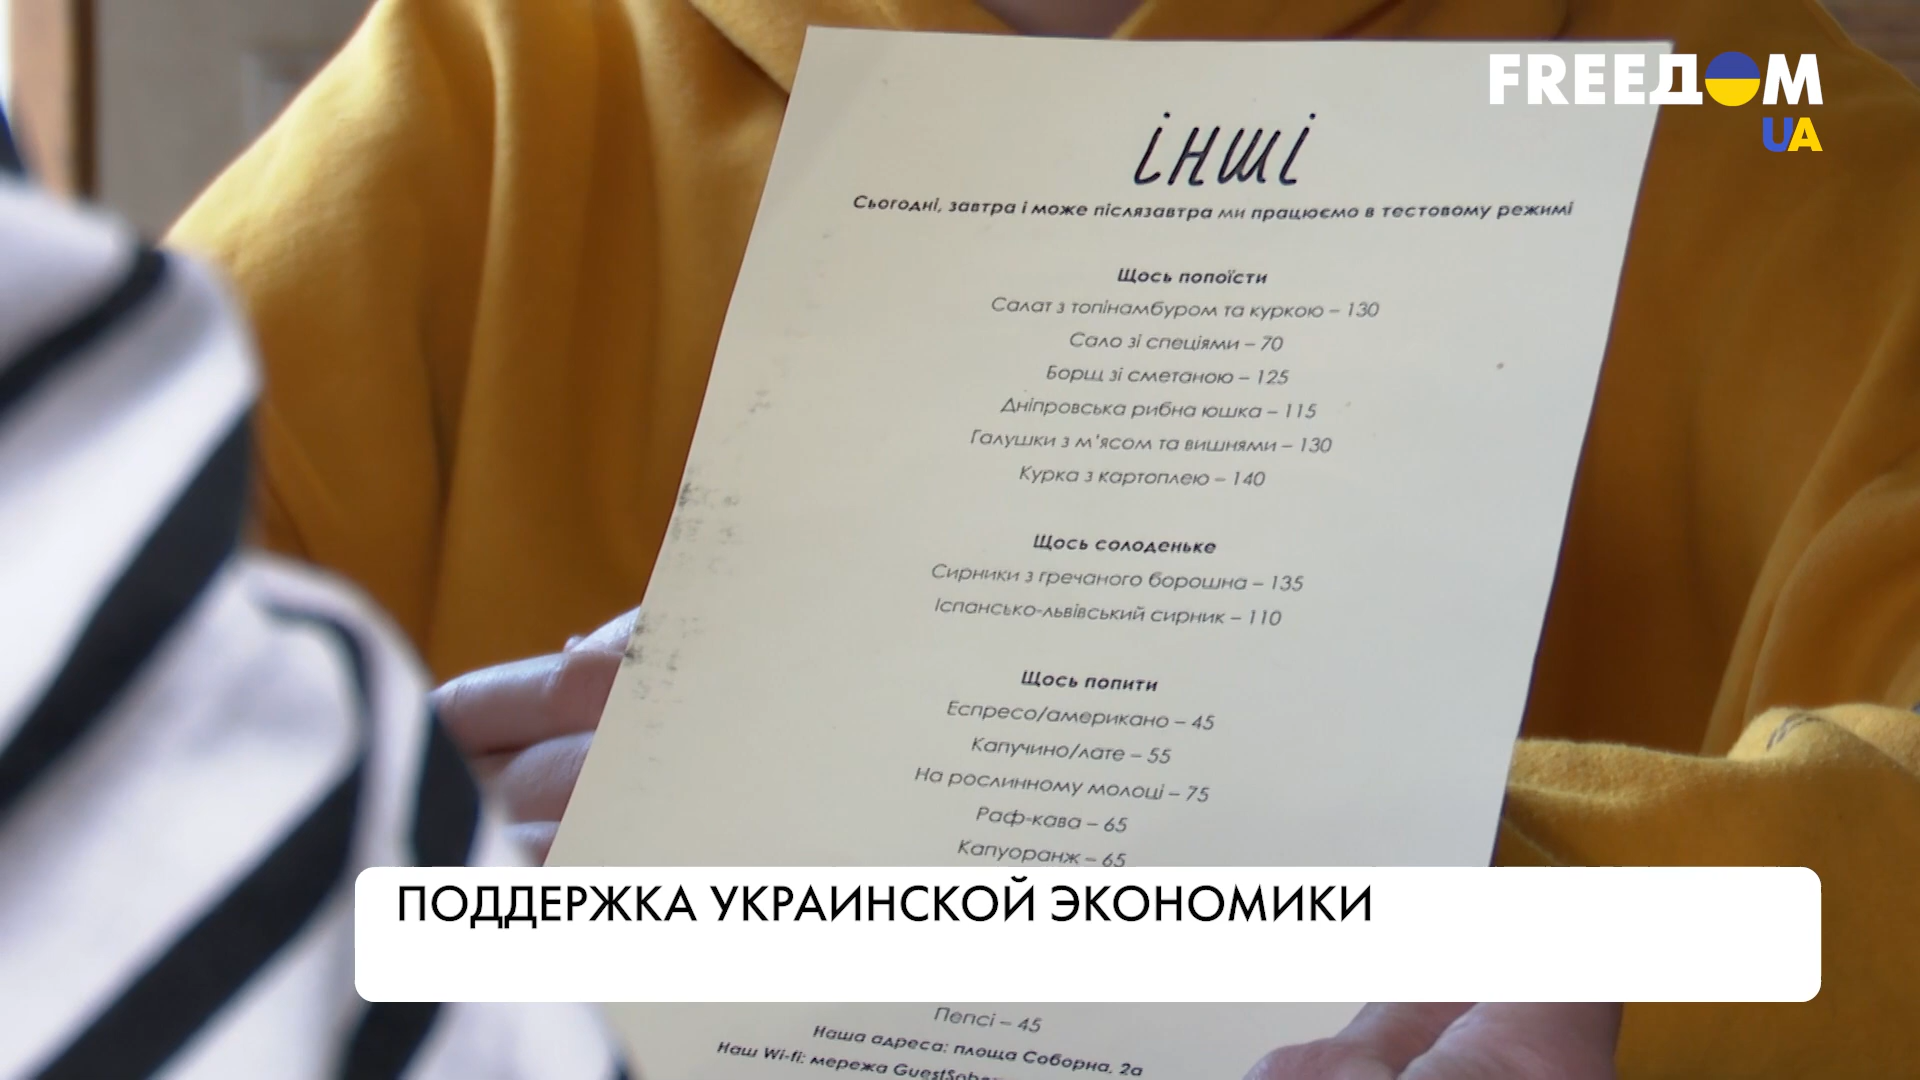 FREEДOM
UA
інші
Сьогодні, завтра і може післязавтра ми працюємо в тестовому режимі
Щось попоїсти
Салат з топінамбуром та куркою – 130
Сало зі спеціями – 70
Борщ зі сметаною – 125
Дніпровська рибна юшка – 115
Галушки з м'ясом та вишнями – 130
Курка з картоплею – 140
Щось солоденьке
Сирники з гречаного борошна – 135
Іспансько-львівський сирник – 110
Щось попити
Еспресо/американо – 45
Капучино/лате – 55
На рослинному молоці – 75
Раф-кава – 65
Капуоранж – 65
ПОДДЕРЖКА УКРАИНСКОЙ ЭКОНОМИКИ
Пепсі – 45
Наша адреса: площа Соборна, 2а
Наш Wi-fi: мережа